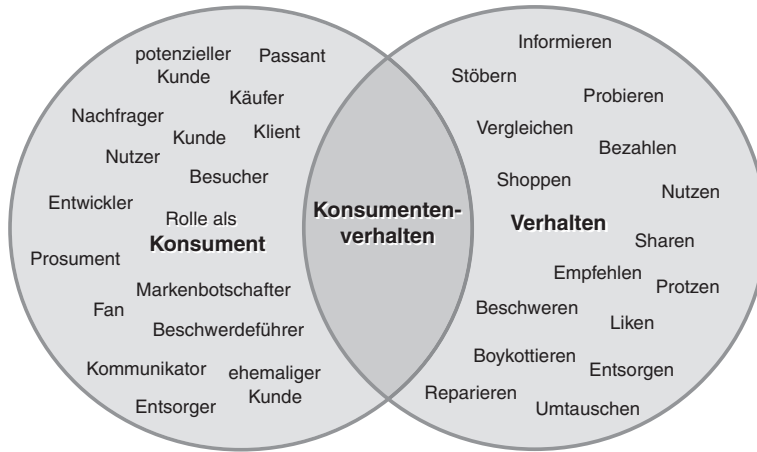 potenzieller
Kunde
Passant
Käufer
Nachfrager
Kunde
Klient
Nutzer
Besucher
Entwickler
Rolle als
Konsument
Prosument
Markenbotschafter
Fan
Beschwerdeführer
Kommunikator
ehemaliger
Kunde
Entsorger
Konsumenten-
verhalten
Informieren
Stöbern
Probieren
Vergleichen
Bezahlen
Shoppen
Nutzen
Verhalten
Sharen
Empfehlen
Protzen
Beschweren
Liken
Boykottieren
Entsorgen
Reparieren
Umtauschen